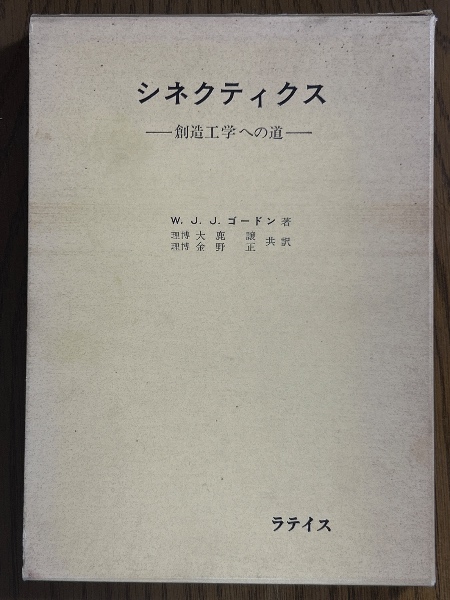 シネクティクス
―創造工学への道―
W. J. J. ゴードン 著
理博 大鹿 譲
理博 金野 正 共訳
ラテイス